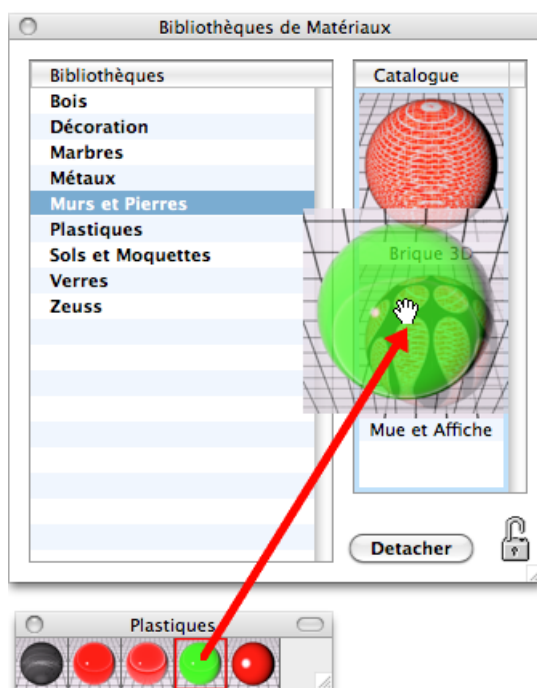 Bibliothèques de Matériaux
Bibliothèques
Bois
Décoration
Marbres
Métaux
Murs et Pierres
Plastiques
Sols et Moquettes
Verres
Zeuss
Catalogue
Brique 3D
Mue et Affiche
Detacher
Plastiques